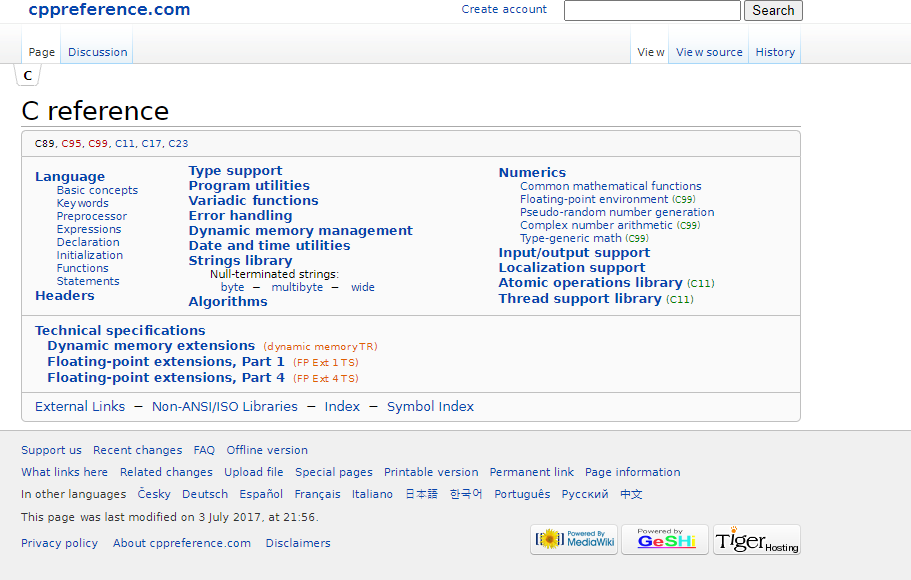 cppreference.com Create account Search
Page Discussion View View source History
C
C reference
C89, C95, C99, C11, C17, C23
Language
Basic concepts
Keywords
Preprocessor
Expressions
Declaration
Initialization
Functions
Statements
Headers
Type support
Program utilities
Variadic functions
Error handling
Dynamic memory management
Date and time utilities
Strings library
Null-terminated strings:
byte − multibyte − wide
Algorithms
Numerics
Common mathematical functions
Floating-point environment (C99)
Pseudo-random number generation
Complex number arithmetic (C99)
Type-generic math (C99)
Input/output support
Localization support
Atomic operations library (C11)
Thread support library (C11)
Technical specifications
Dynamic memory extensions (dynamic memory TR)
Floating-point extensions, Part 1 (FP Ext 1 TS)
Floating-point extensions, Part 4 (FP Ext 4 TS)
External Links − Non-ANSI/ISO Libraries − Index − Symbol Index
Support us Recent changes FAQ Offline version
What links here Related changes Upload file Special pages Printable version Permanent link Page information
In other languages Česky Deutsch Español Français Italiano 日本語 한국어 Português Русский 中文
This page was last modified on 3 July 2017, at 21:56.
Privacy policy About cppreference.com Disclaimers
Powered By MediaWiki
Powered by GeSHi
Tiger Hosting